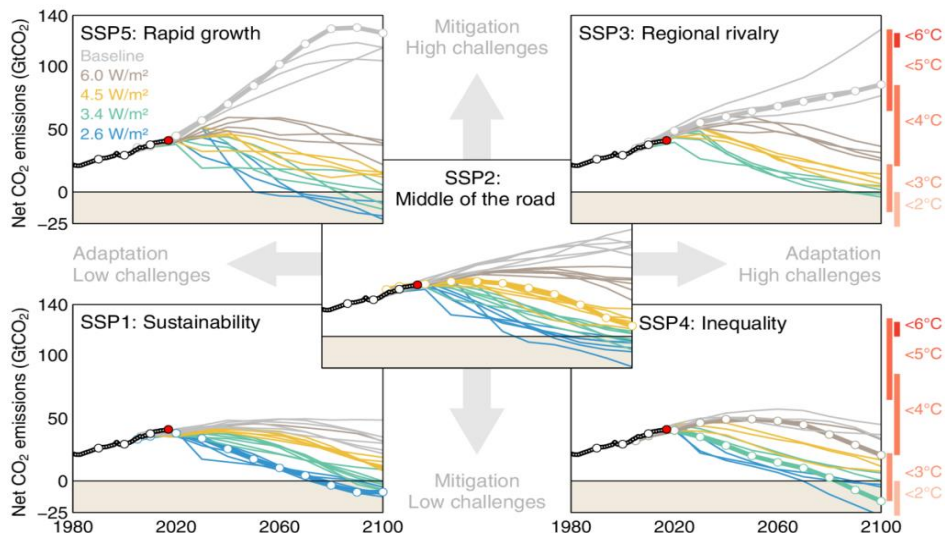 140
SSP5: Rapid growth
Baseline
6.0 W/m²
4.5 W/m²
3.4 W/m²
2.6 W/m²
100
50
0
−25
Net CO₂ emissions (GtCO₂)
Mitigation
High challenges
SSP3: Regional rivalry
<6°C
<5°C
<4°C
<3°C
<2°C
SSP2:
Middle of the road
Adaptation
Low challenges
Adaptation
High challenges
140
SSP1: Sustainability
100
50
0
−25
Net CO₂ emissions (GtCO₂)
1980
2020
2060
2100
Mitigation
Low challenges
SSP4: Inequality
<6°C
<5°C
<4°C
<3°C
<2°C
1980
2020
2060
2100